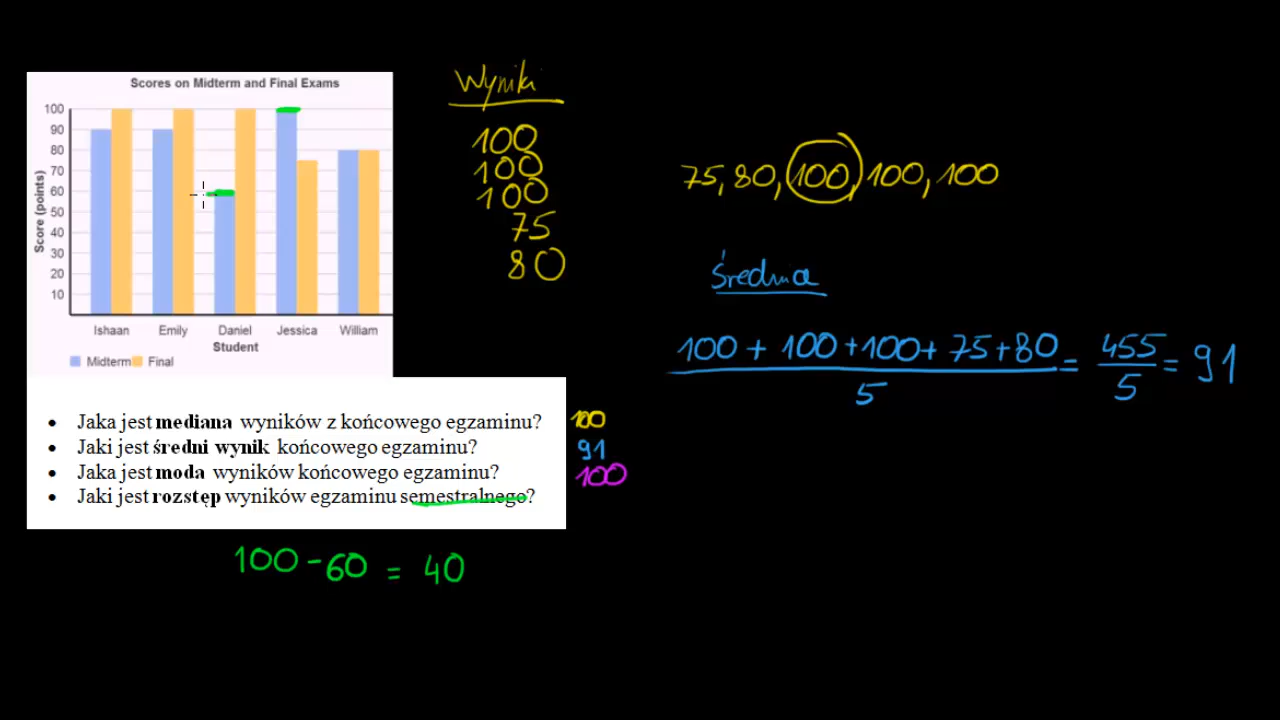 Scores on Midterm and Final Exams
100
90
80
70
60
50
40
30
20
10
Score (points)
Ishaan Emily Daniel Jessica William
Student
Midterm Final
Wyniki
100
100
100
75
80
75, 80, 100, 100, 100
Średnia
100 + 100 + 100 + 75 + 80 = 455 = 91
5 5
Jaka jest mediana wyników z końcowego egzaminu? 100
Jaki jest średni wynik końcowego egzaminu? 91
Jaka jest moda wyników końcowego egzaminu? 100
Jaki jest rozstęp wyników egzaminu semestralnego?
100 - 60 = 40